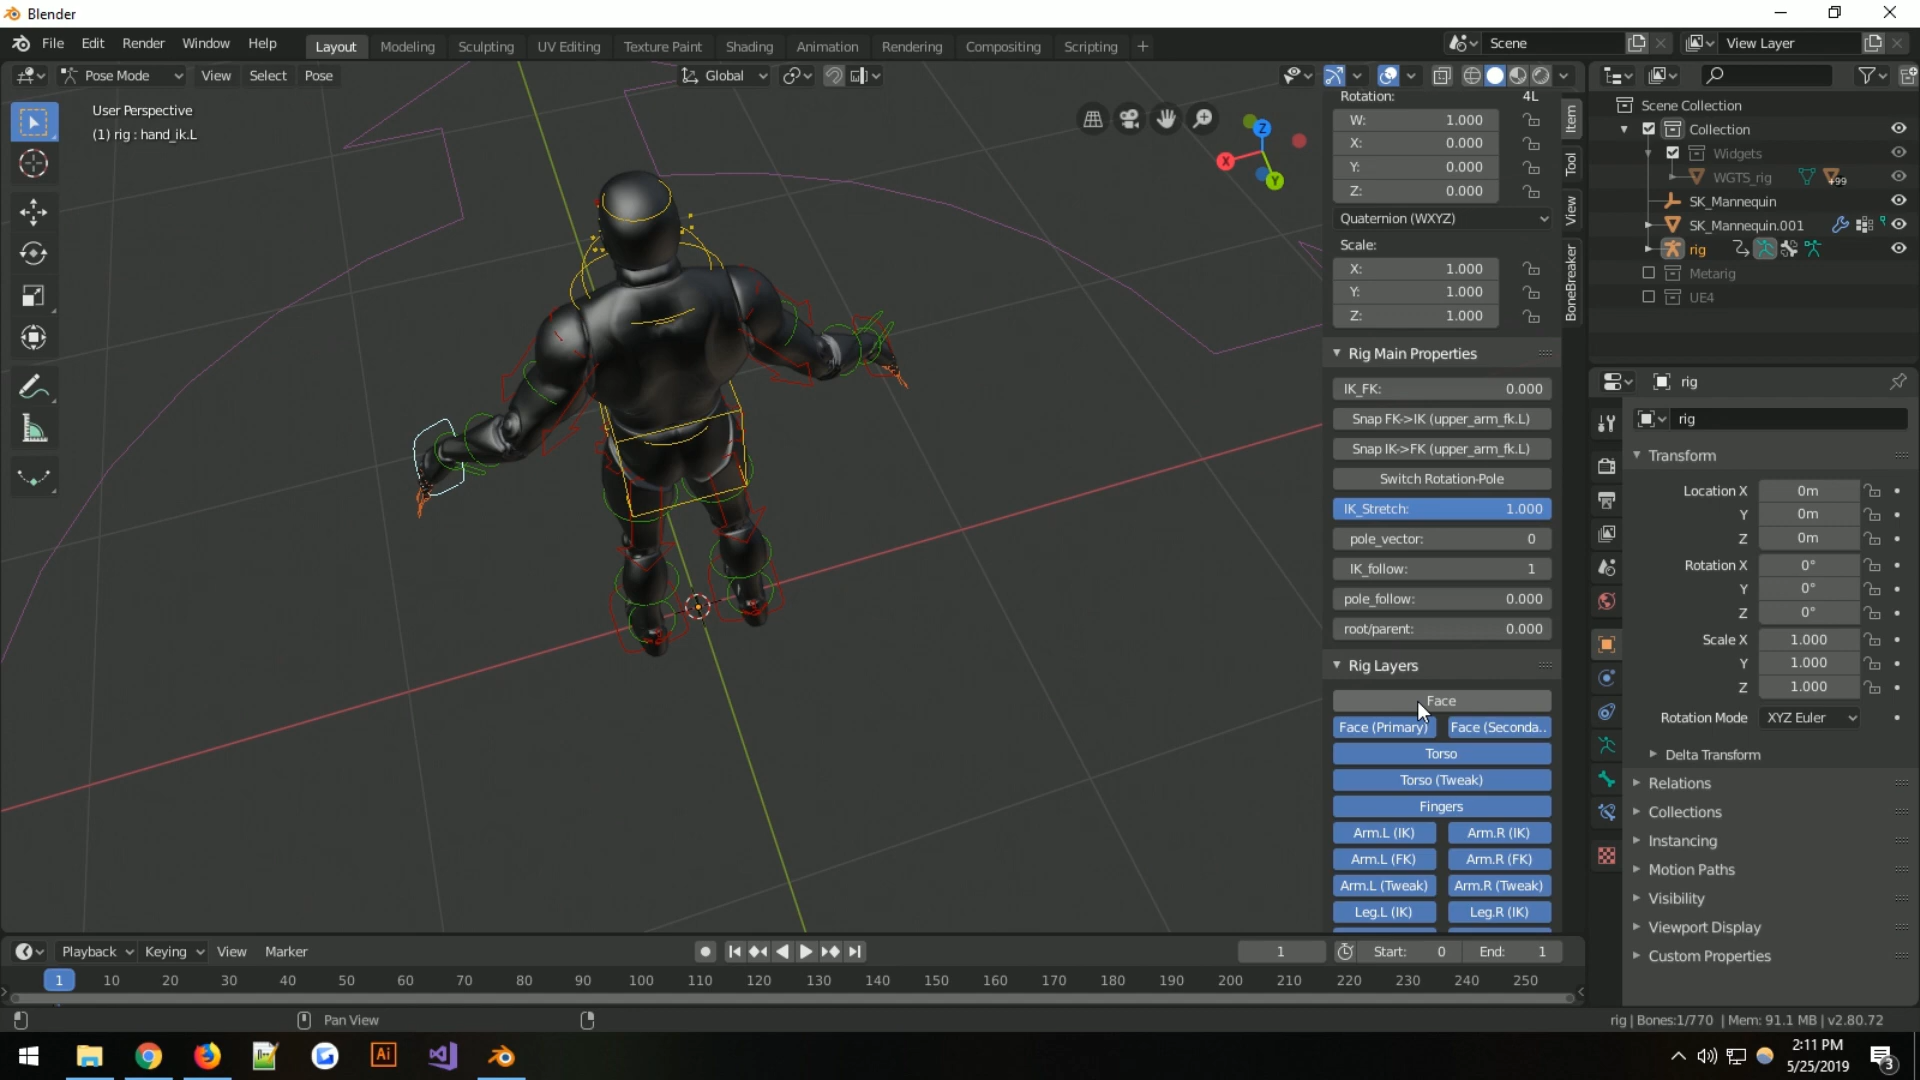 Blender
File Edit Render Window Help
Layout Modeling Sculpting UV Editing Texture Paint Shading Animation Rendering Compositing Scripting +
Scene
View Layer
Pose Mode View Select Pose
Global
User Perspective
(1) rig : hand_ik.L
Z
X
Y
Rotation: 4L
W: 1.000
X: 0.000
Y: 0.000
Z: 0.000
Quaternion (WXYZ)
Scale:
X: 1.000
Y: 1.000
Z: 1.000
Rig Main Properties
IK_FK: 0.000
Snap FK->IK (upper_arm_fk.L)
Snap IK->FK (upper_arm_fk.L)
Switch Rotation-Pole
IK_Stretch: 1.000
pole_vector: 0
IK_follow: 1
pole_follow: 0.000
root/parent: 0.000
Rig Layers
Face
Face (Primary) Face (Seconda..
Torso
Torso (Tweak)
Fingers
Arm.L (IK) Arm.R (IK)
Arm.L (FK) Arm.R (FK)
Arm.L (Tweak) Arm.R (Tweak)
Leg.L (IK) Leg.R (IK)
Item
Tool
View
BoneBreaker
Scene Collection
Collection
Widgets
WGTS_rig +99
SK_Mannequin
SK_Mannequin.001
rig
Metarig
UE4
rig
rig
Transform
Location X 0m
Y 0m
Z 0m
Rotation X 0°
Y 0°
Z 0°
Scale X 1.000
Y 1.000
Z 1.000
Rotation Mode XYZ Euler
Delta Transform
Relations
Collections
Instancing
Motion Paths
Visibility
Viewport Display
Custom Properties
Playback Keying View Marker
1 Start: 0 End: 1
1 10 20 30 40 50 60 70 80 90 100 110 120 130 140 150 160 170 180 190 200 210 220 230 240 250
Pan View
rig | Bones:1/770 | Mem: 91.1 MB | v2.80.72
Ai
2:11 PM
5/25/2019
3